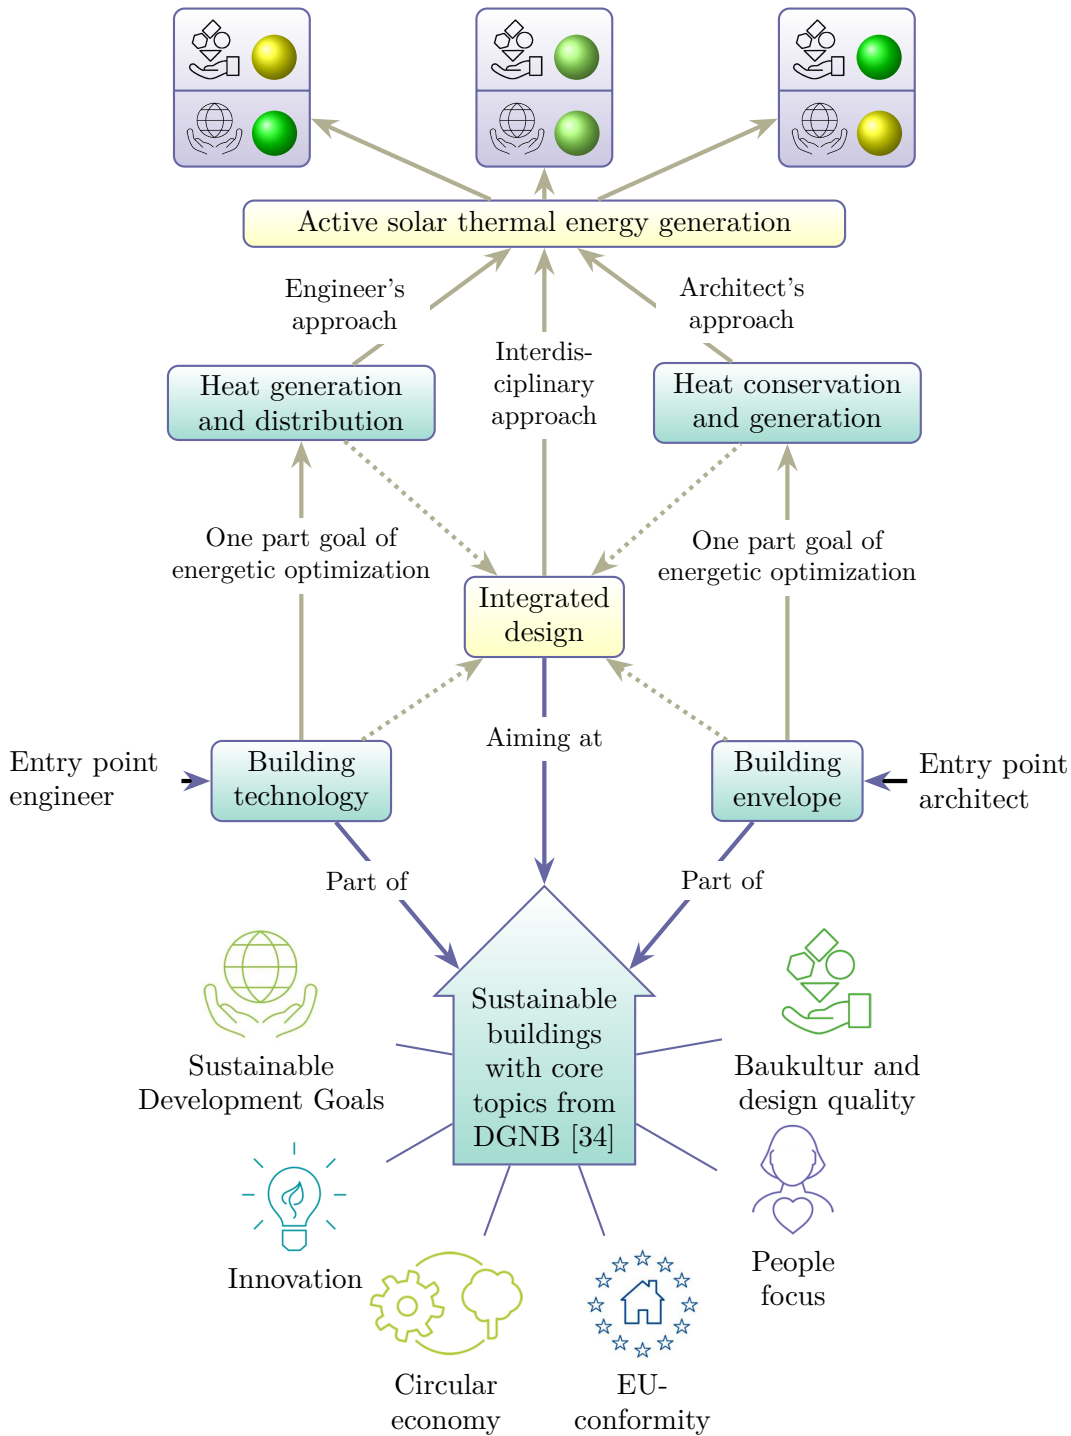 Active solar thermal energy generation
Engineer's
approach
Architect's
approach
Interdis-
ciplinary
approach
Heat generation
and distribution
Heat conservation
and generation
One part goal of
energetic optimization
One part goal of
energetic optimization
Integrated
design
Aiming at
Entry point
engineer
Building
technology
Building
envelope
Entry point
architect
Part of
Part of
Sustainable
buildings
with core
topics from
DGNB [34]
Sustainable
Development Goals
Baukultur and
design quality
Innovation
People
focus
Circular
economy
EU-
conformity